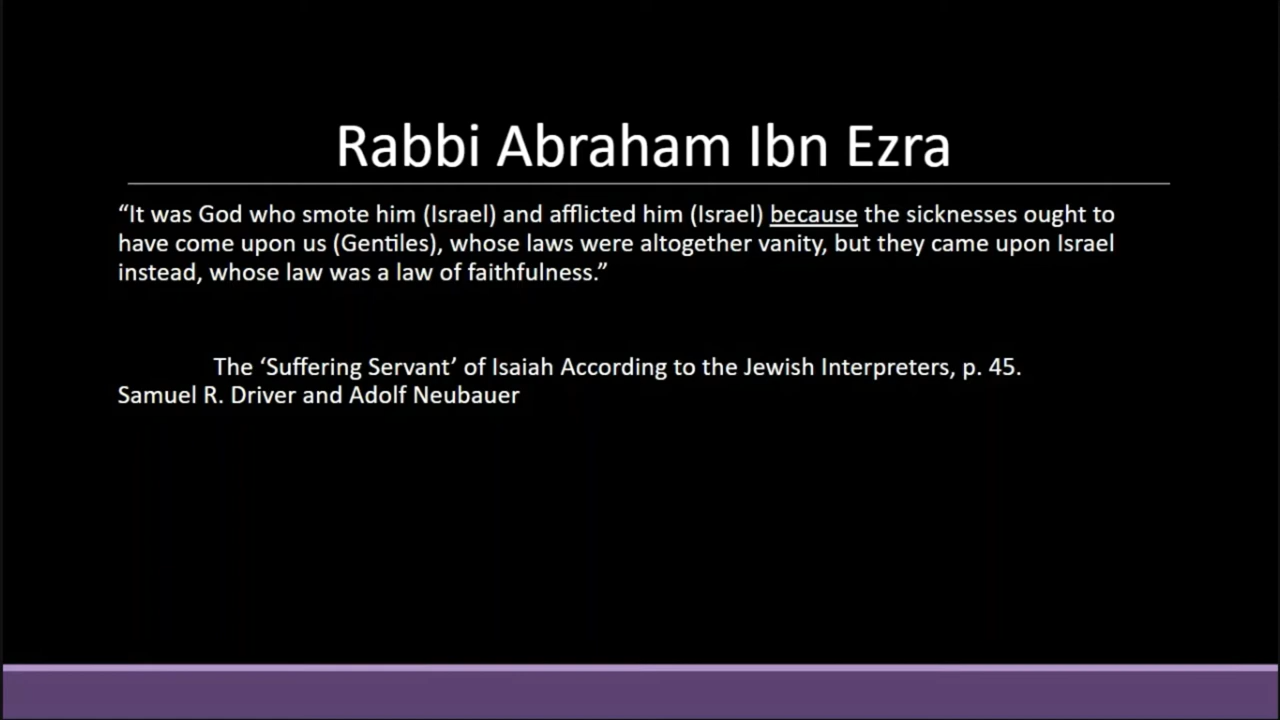 Rabbi Abraham Ibn Ezra
“It was God who smote him (Israel) and afflicted him (Israel) because the sicknesses ought to
have come upon us (Gentiles), whose laws were altogether vanity, but they came upon Israel
instead, whose law was a law of faithfulness.”
The ‘Suffering Servant’ of Isaiah According to the Jewish Interpreters, p. 45.
Samuel R. Driver and Adolf Neubauer